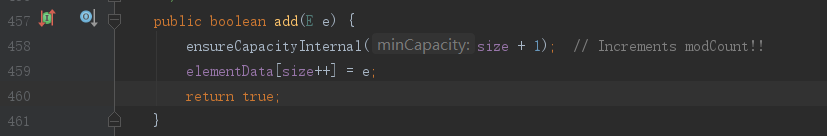 457 public boolean add(E e) {
458 ensureCapacityInternal( minCapacity: size + 1);  // Increments modCount!!
459 elementData[size++] = e;
460 return true;
461 }